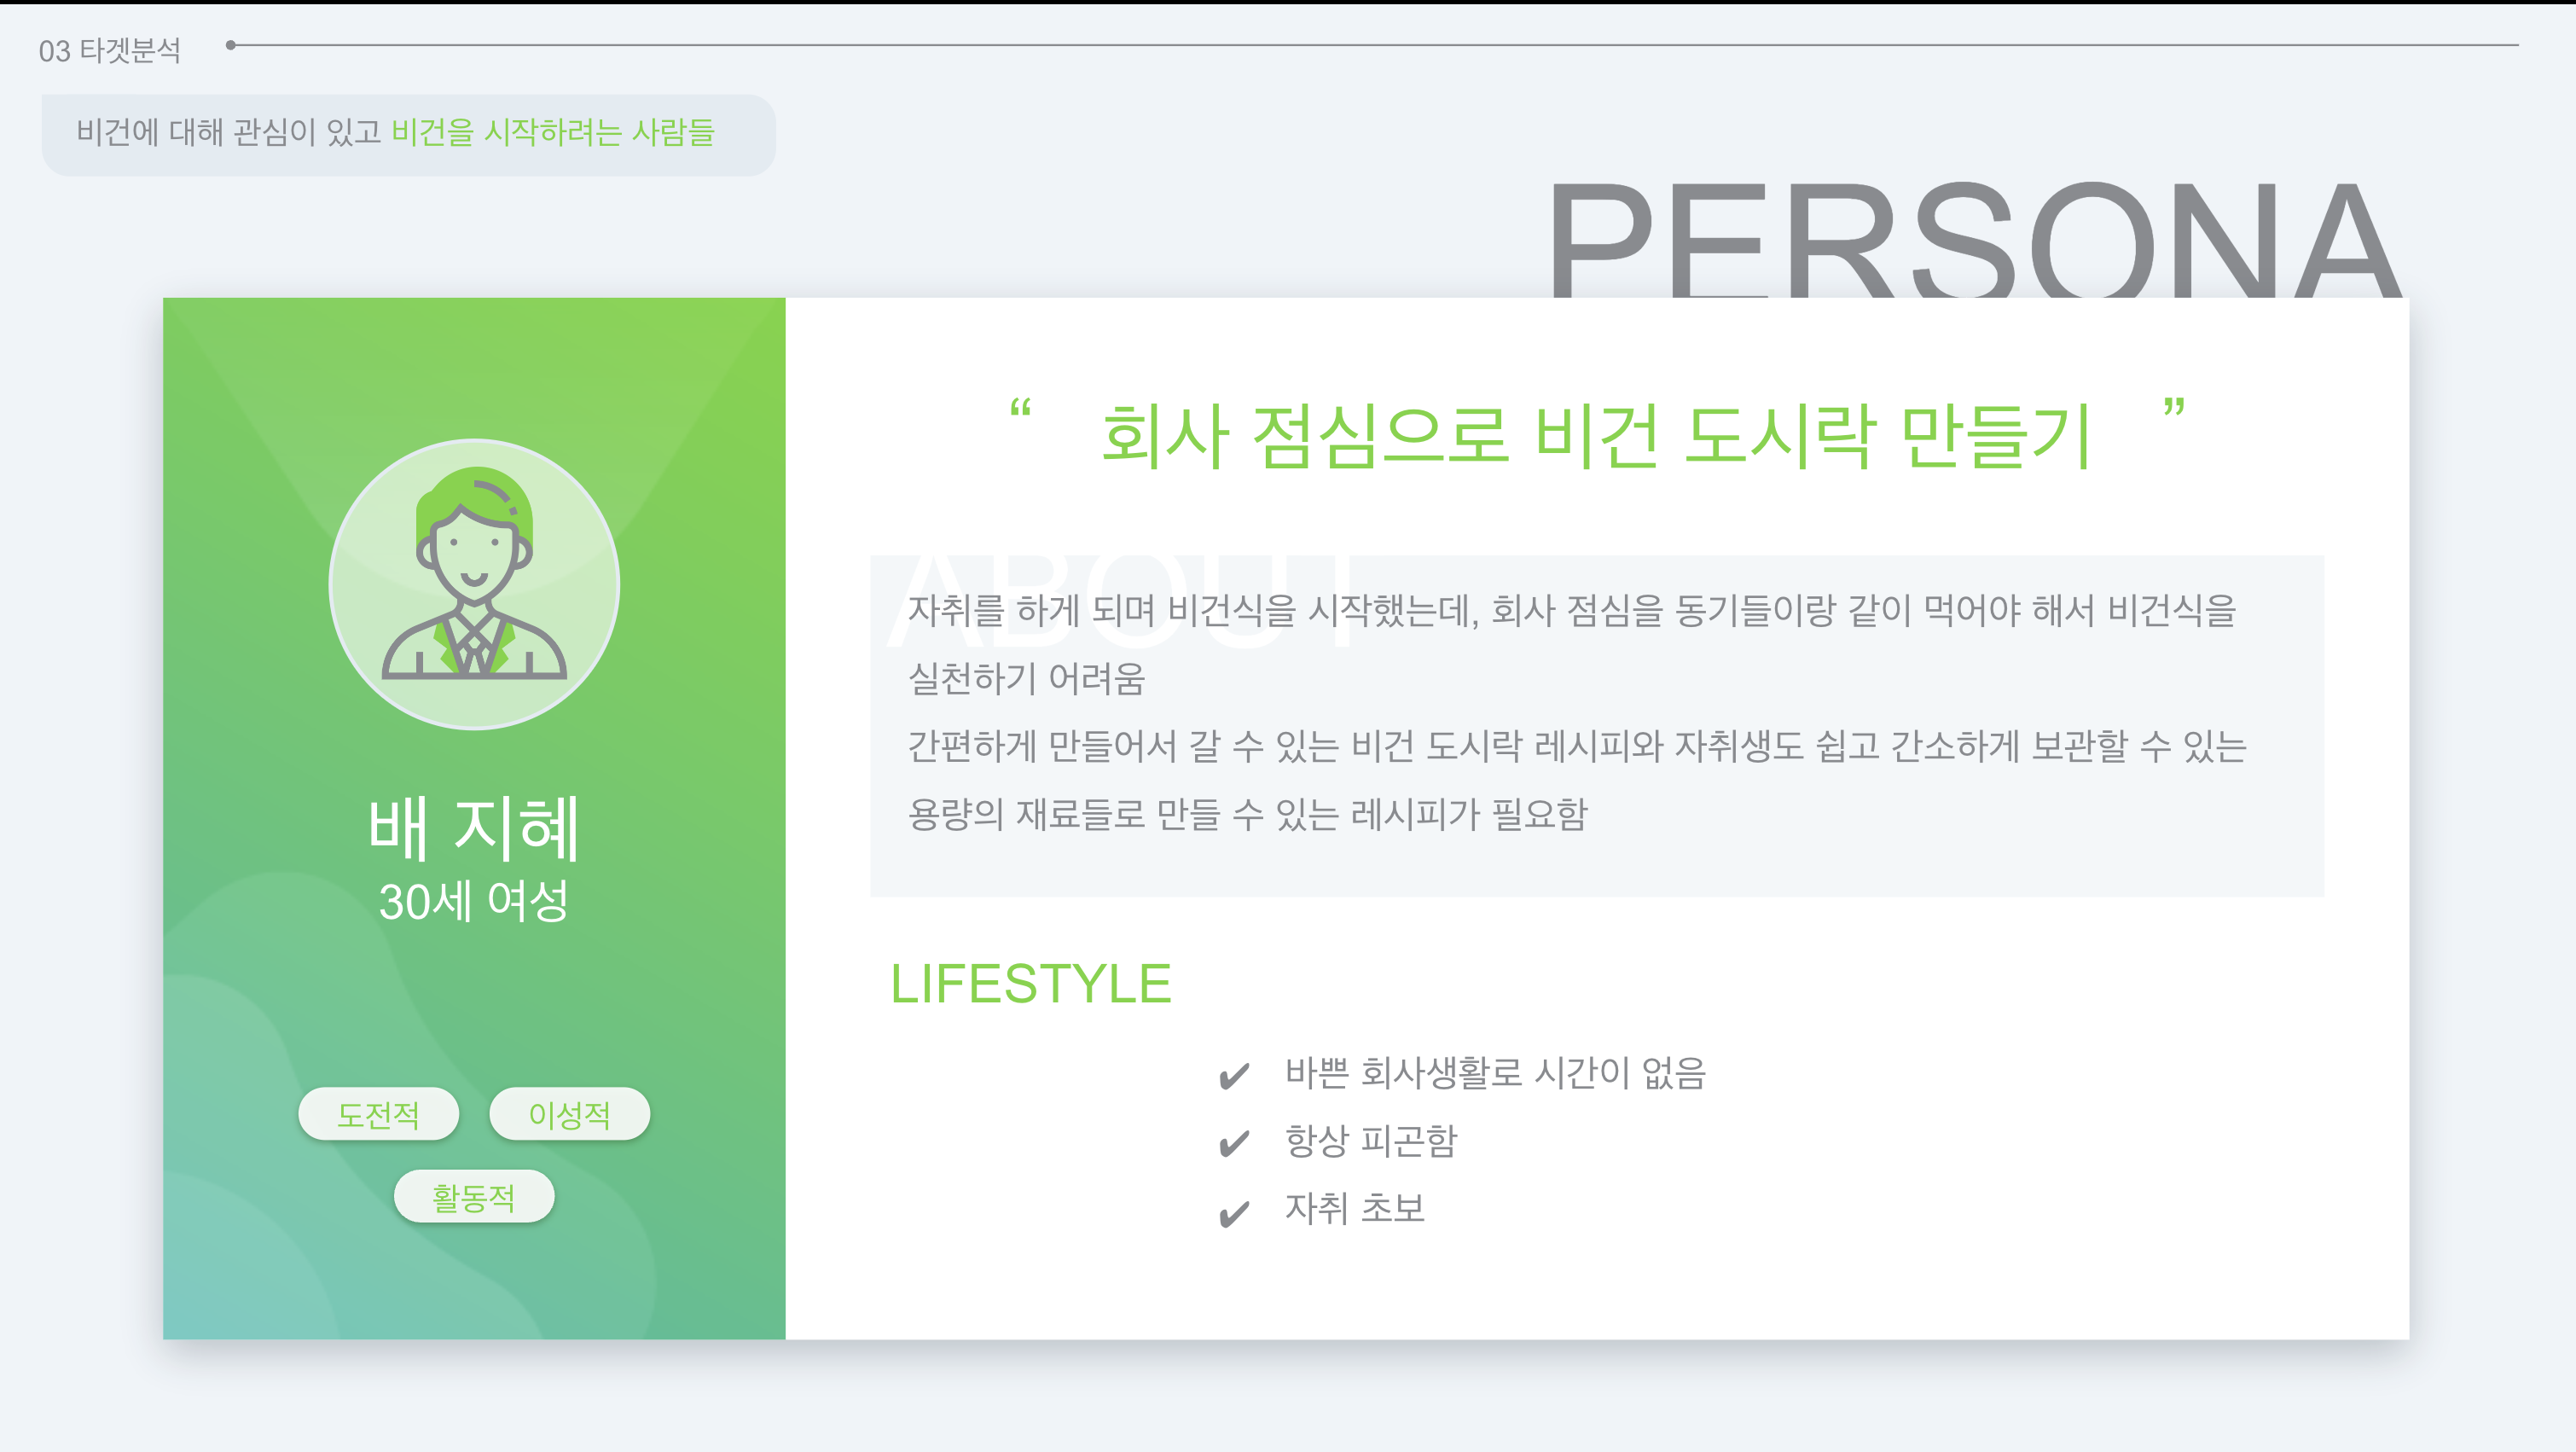 03 타겟분석
비건에 대해 관심이 있고 비건을 시작하려는 사람들
PERSONA
배 지혜
30세 여성
도전적
이성적
활동적
“ 회사 점심으로 비건 도시락 만들기 ”
ABOUT
자취를 하게 되며 비건식을 시작했는데, 회사 점심을 동기들이랑 같이 먹어야 해서 비건식을
실천하기 어려움
간편하게 만들어서 갈 수 있는 비건 도시락 레시피와 자취생도 쉽고 간소하게 보관할 수 있는
용량의 재료들로 만들 수 있는 레시피가 필요함
LIFESTYLE
✔ 바쁜 회사생활로 시간이 없음
✔ 항상 피곤함
✔ 자취 초보